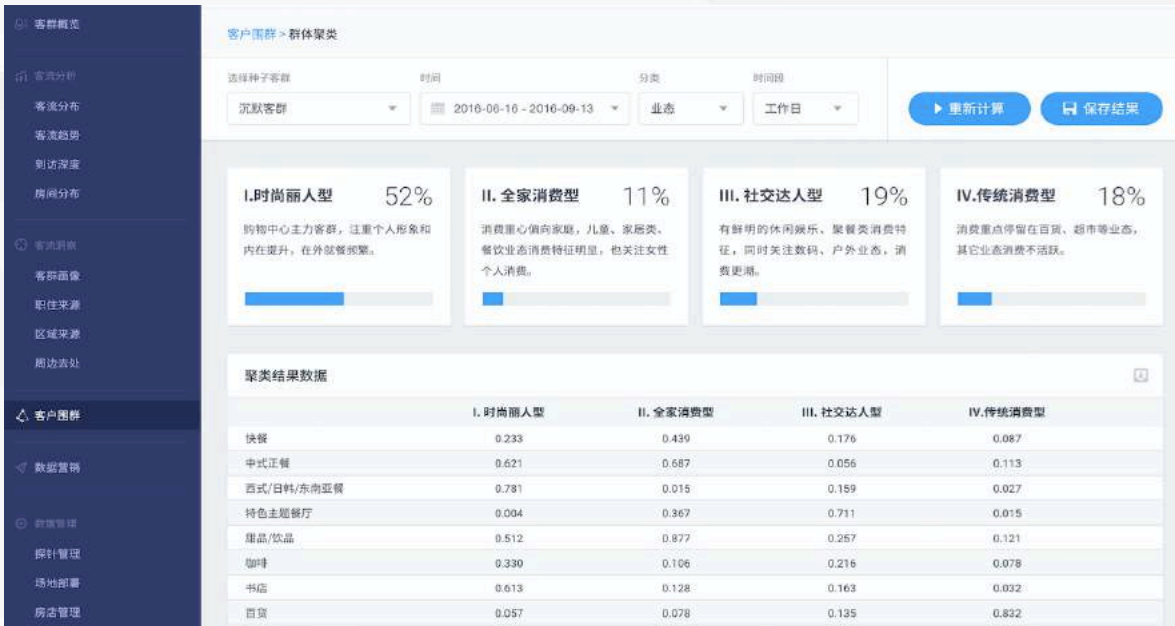 客群概览
客流分析
客流分布
客流趋势
到访深度
房间分布
客流洞察
客群画像
职住来源
区域来源
周边去处
客户围群
数据营销
数据管理
探针管理
场地部署
房店管理
客户围群 > 群体聚类
选择种子客群
时间
分类
时间段
沉默客群
2016-06-16 - 2016-09-13
业态
工作日
重新计算
保存结果
I.时尚丽人型 52%
购物中心主力客群，注重个人形象和
内在提升，在外就餐频繁。
II. 全家消费型 11%
消费重心偏向家庭，儿童、家居类、
餐饮业态消费特征明显，也关注女性
个人消费。
III. 社交达人型 19%
有鲜明的休闲娱乐、聚餐类消费特
征，同时关注数码、户外业态，消
费更潮。
IV.传统消费型 18%
消费重点停留在百货、超市等业态，
其它业态消费不活跃。
聚类结果数据
I. 时尚丽人型 II. 全家消费型 III. 社交达人型 IV.传统消费型
快餐 0.233 0.439 0.176 0.087
中式正餐 0.621 0.687 0.056 0.113
西式/日韩/东南亚餐 0.781 0.015 0.159 0.027
特色主题餐厅 0.004 0.367 0.711 0.015
甜品/饮品 0.512 0.877 0.257 0.121
咖啡 0.330 0.106 0.216 0.078
书店 0.613 0.128 0.163 0.032
百货 0.057 0.078 0.135 0.832